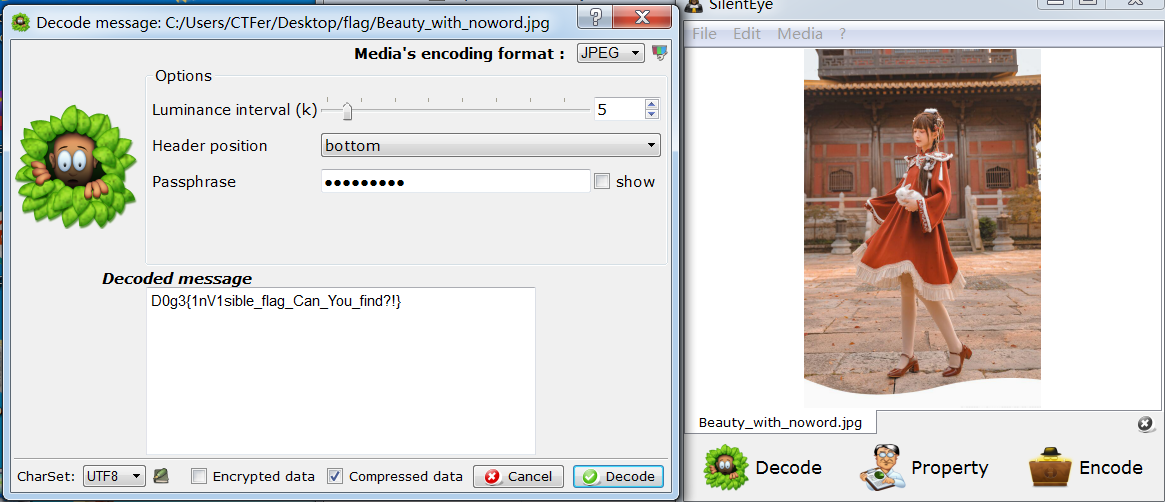 Decode message: C:/Users/CTFer/Desktop/flag/Beauty_with_noword.jpg
Media's encoding format : JPEG
Options
Luminance interval (k) 5
Header position bottom
Passphrase ●●●●●●●●● show
Decoded message
D0g3{1nV1sible_flag_Can_You_find?!}
CharSet: UTF8 Encrypted data Compressed data Cancel Decode
SilentEye
File Edit Media ?
Beauty_with_noword.jpg
Decode Property Encode